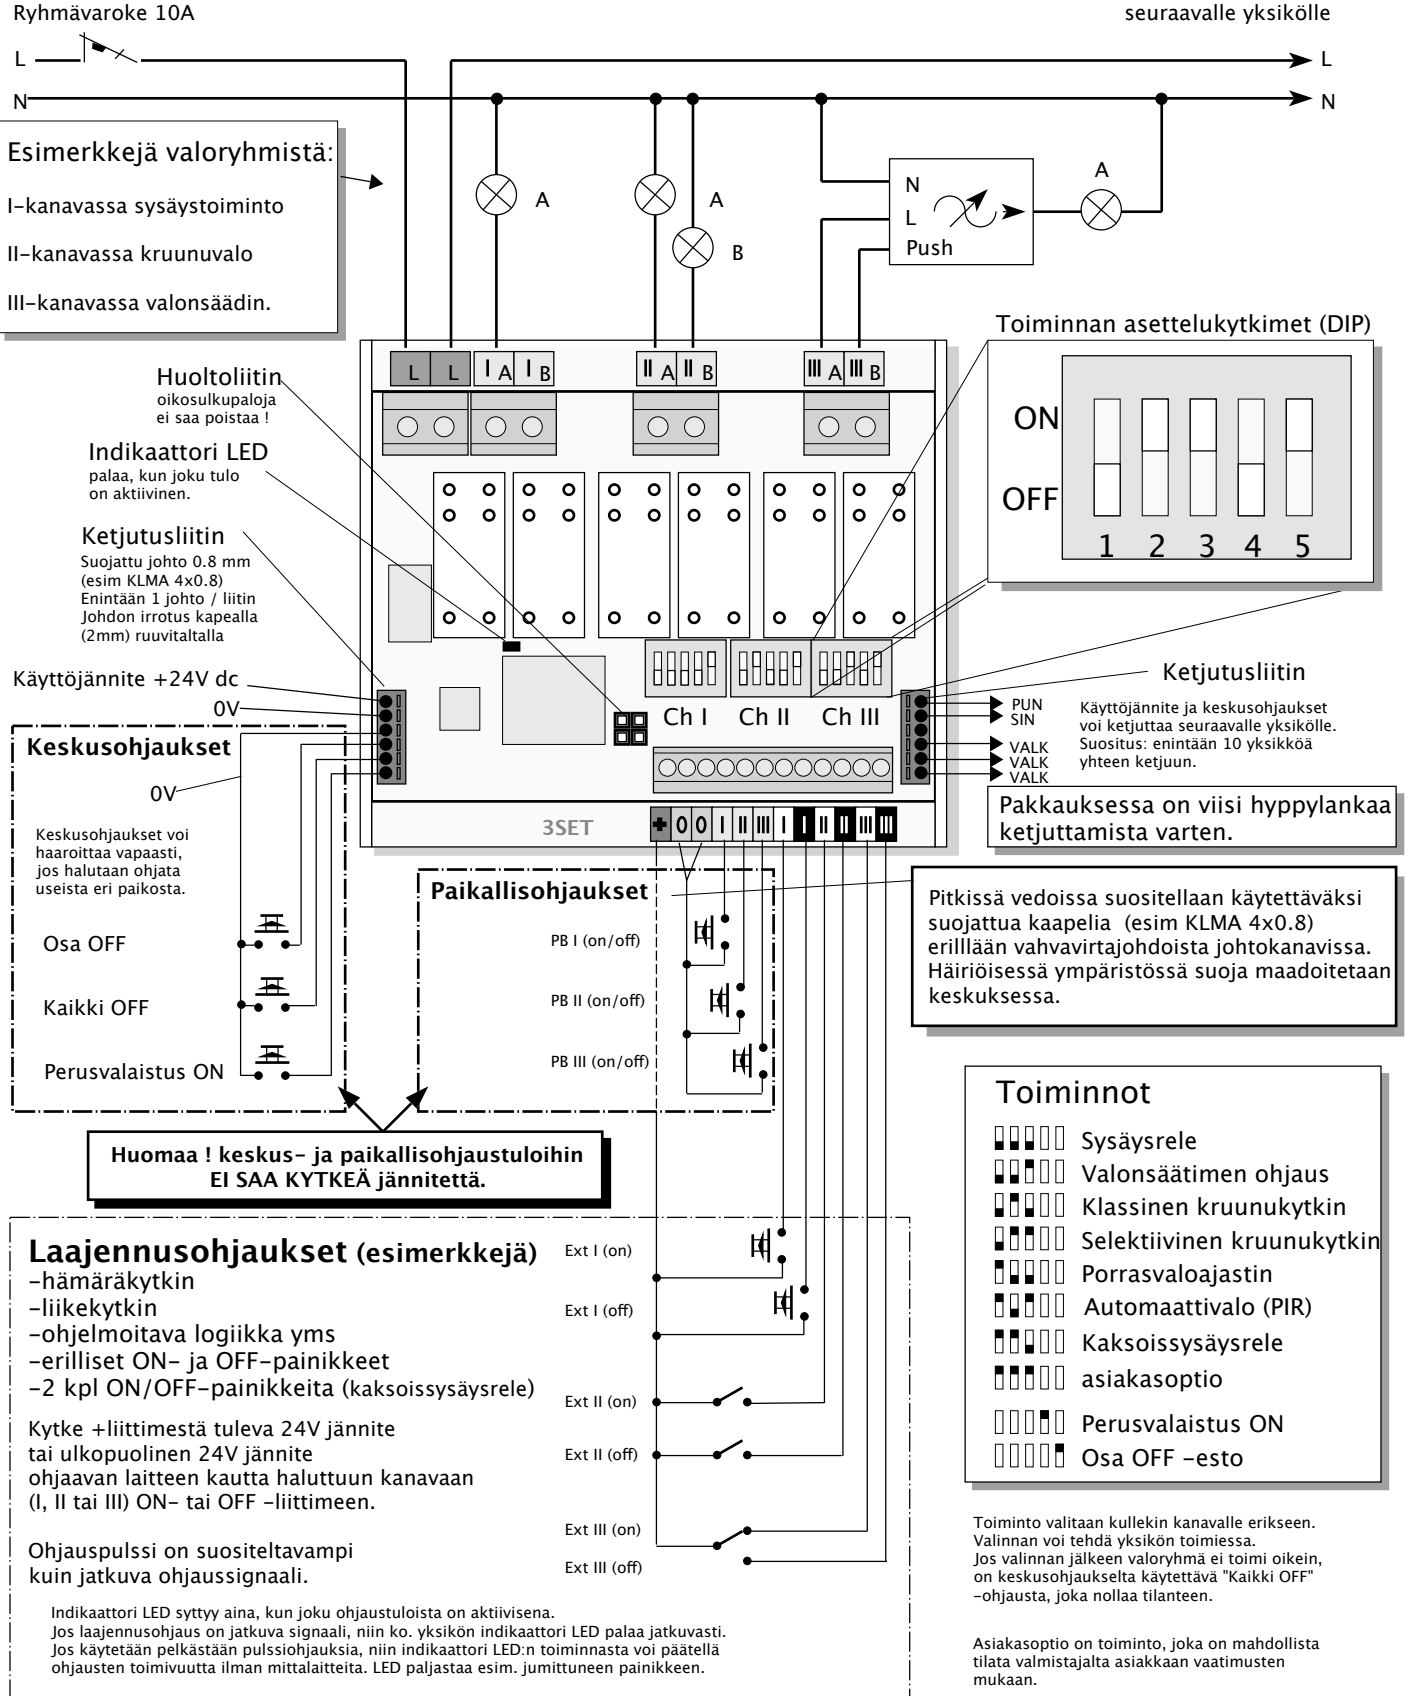 Ryhmävaroke 10A
seuraavalle yksikölle
L
L
N
N
Esimerkkejä valoryhmistä:
I-kanavassa sysäystoiminto
II-kanavassa kruunuvalo
III-kanavassa valonsäädin.
A
A
B
N
L
Push
A
Toiminnan asettelukytkimet (DIP)
ON
OFF
1 2 3 4 5
L L I A I B II A II B III A III B
Huoltoliitin
oikosulkupaloja
ei saa poistaa !
Indikaattori LED
palaa, kun joku tulo
on aktiivinen.
Ketjutusliitin
Suojattu johto 0.8 mm
(esim KLMA 4x0.8)
Enintään 1 johto / liitin
Johdon irrotus kapealla
(2mm) ruuvitaltalla
Käyttöjännite +24V dc
0V
Ch I Ch II Ch III
PUN
SIN
VALK
VALK
VALK
Ketjutusliitin
Käyttöjännite ja keskusohjaukset
voi ketjuttaa seuraavalle yksikölle.
Suositus: enintään 10 yksikköä
yhteen ketjuun.
Pakkauksessa on viisi hyppylankaa
ketjuttamista varten.
3SET
+ 0 0 I II III I I II II III III
Keskusohjaukset
0V
Keskusohjaukset voi
haaroittaa vapaasti,
jos halutaan ohjata
useista eri paikosta.
Osa OFF
Kaikki OFF
Perusvalaistus ON
Paikallisohjaukset
PB I (on/off)
PB II (on/off)
PB III (on/off)
Pitkissä vedoissa suositellaan käytettäväksi
suojattua kaapelia (esim KLMA 4x0.8)
erilllään vahvavirtajohdoista johtokanavissa.
Häiriöisessä ympäristössä suoja maadoitetaan
keskuksessa.
Huomaa ! keskus- ja paikallisohjaustuloihin
EI SAA KYTKEÄ jännitettä.
Toiminnot
Sysäysrele
Valonsäätimen ohjaus
Klassinen kruunukytkin
Selektiivinen kruunukytkin
Porrasvaloajastin
Automaattivalo (PIR)
Kaksoissysäysrele
asiakasoptio
Perusvalaistus ON
Osa OFF -esto
Laajennusohjaukset (esimerkkejä)
-hämäräkytkin
-liikekytkin
-ohjelmoitava logiikka yms
-erilliset ON- ja OFF-painikkeet
-2 kpl ON/OFF-painikkeita (kaksoissysäysrele)
Kytke +liittimestä tuleva 24V jännite
tai ulkopuolinen 24V jännite
ohjaavan laitteen kautta haluttuun kanavaan
(I, II tai III) ON- tai OFF -liittimeen.
Ohjauspulssi on suositeltavampi
kuin jatkuva ohjaussignaali.
Ext I (on)
Ext I (off)
Ext II (on)
Ext II (off)
Ext III (on)
Ext III (off)
Indikaattori LED syttyy aina, kun joku ohjaustuloista on aktiivisena.
Jos laajennusohjaus on jatkuva signaali, niin ko. yksikön indikaattori LED palaa jatkuvasti.
Jos käytetään pelkästään pulssiohjauksia, niin indikaattori LED:n toiminnasta voi päätellä
ohjausten toimivuutta ilman mittalaitteita. LED paljastaa esim. jumittuneen painikkeen.
Toiminto valitaan kullekin kanavalle erikseen.
Valinnan voi tehdä yksikön toimiessa.
Jos valinnan jälkeen valoryhmä ei toimi oikein,
on keskusohjaukselta käytettävä "Kaikki OFF"
-ohjausta, joka nollaa tilanteen.
Asiakasoptio on toiminto, joka on mahdollista
tilata valmistajalta asiakkaan vaatimusten
mukaan.